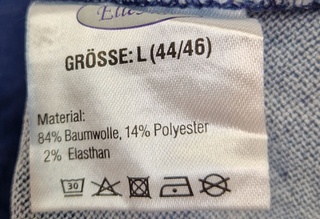 GRÖSSE: L (44/46)
Material:
84% Baumwolle, 14% Polyester
2% Elasthan
30